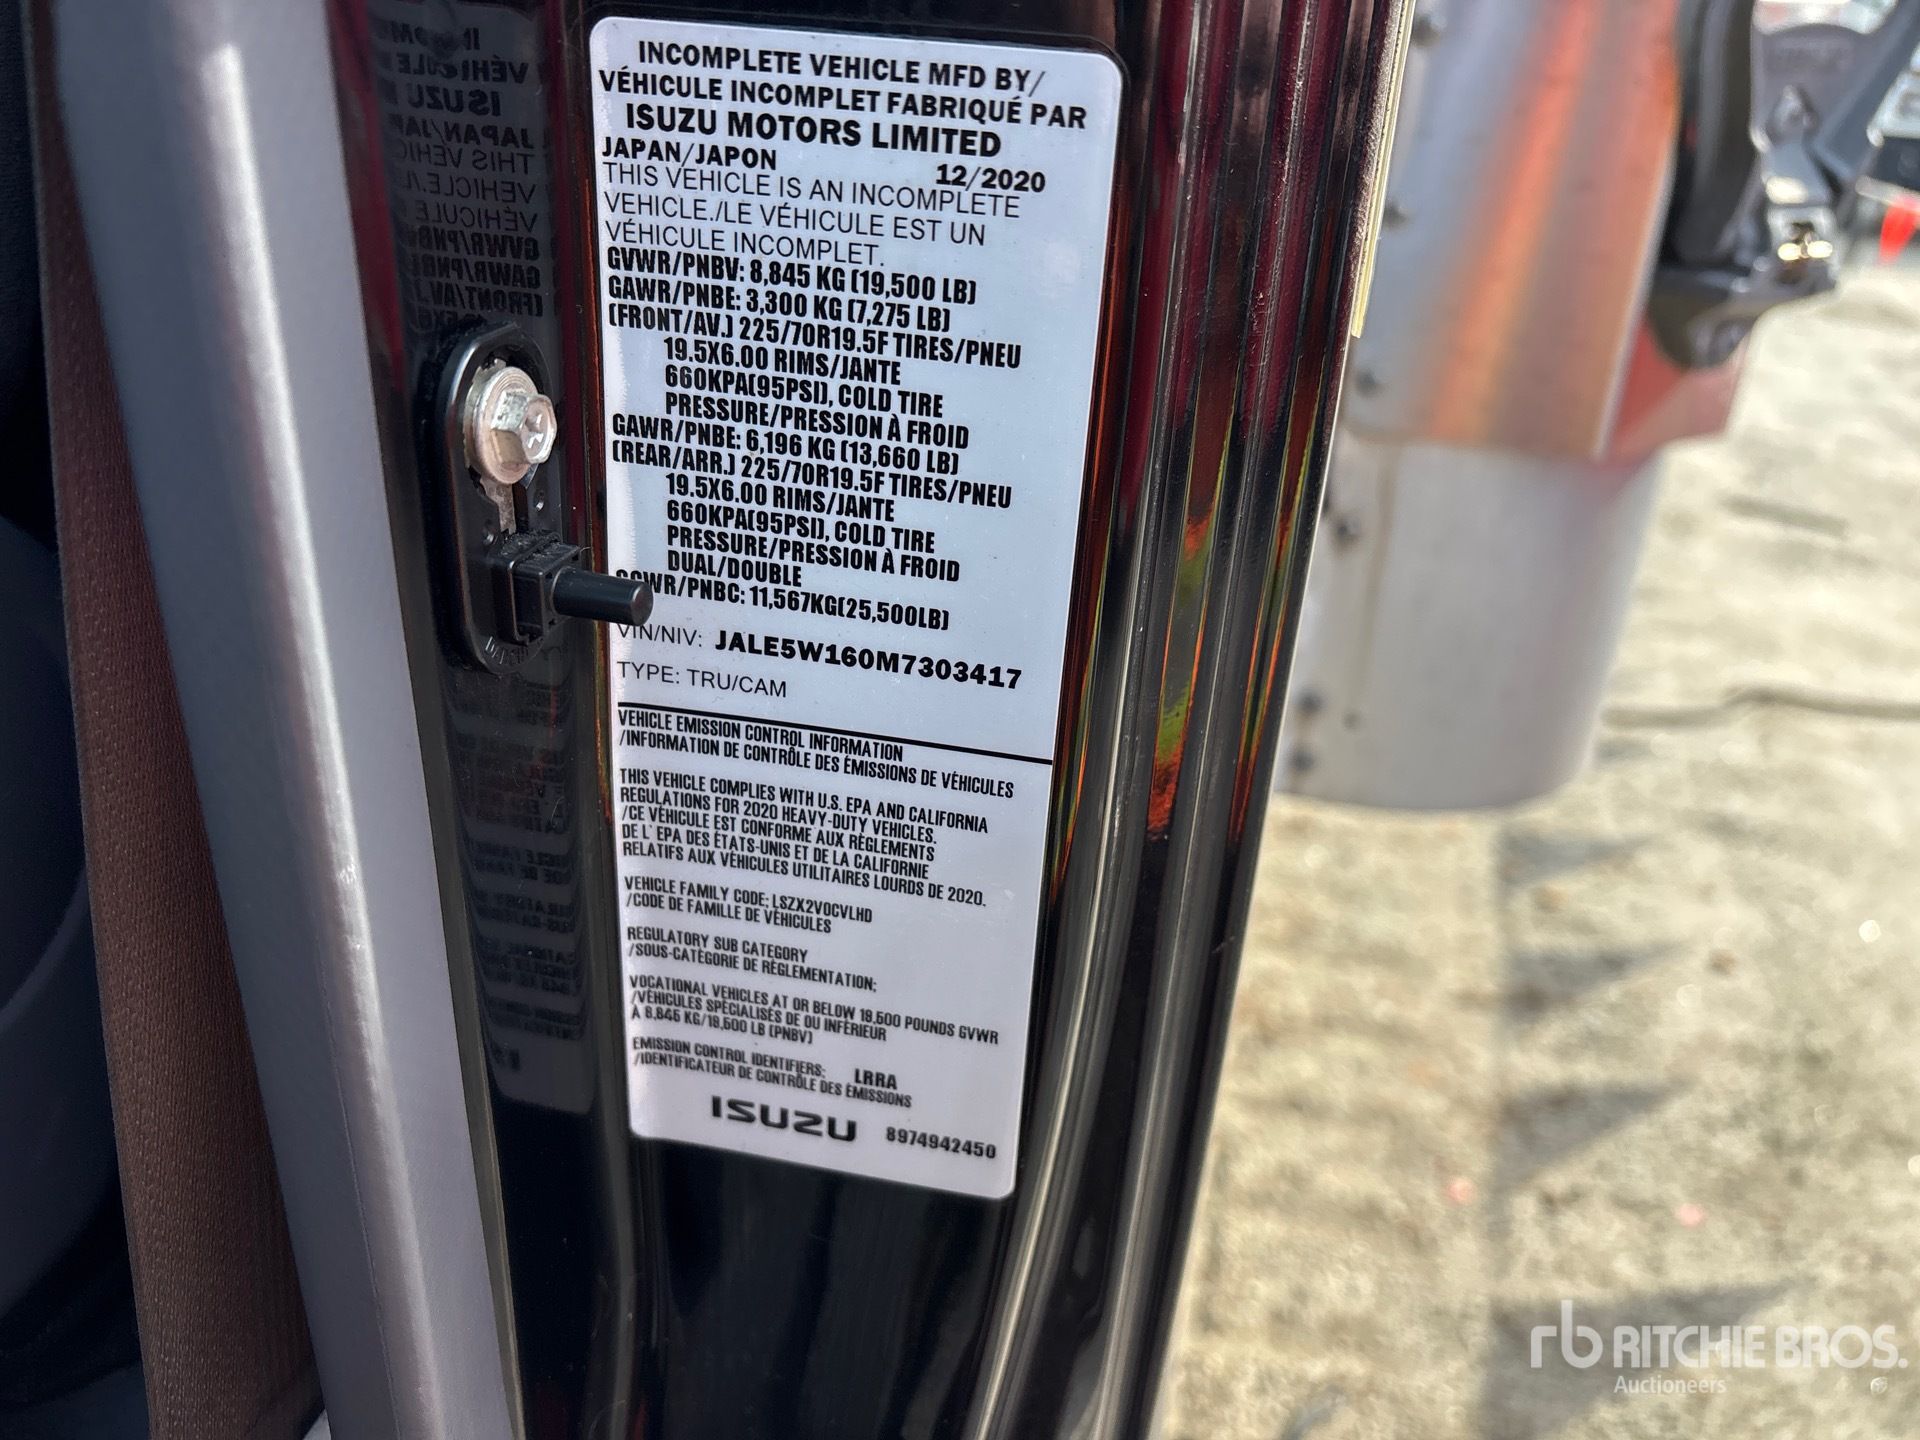 INCOMPLETE VEHICLE MFD BY/
VÉHICULE INCOMPLET FABRIQUÉ PAR
ISUZU MOTORS LIMITED
JAPAN/JAPON 12/2020
THIS VEHICLE IS AN INCOMPLETE
VEHICLE./LE VÉHICULE EST UN
VÉHICULE INCOMPLET.
GVWR/PNBV: 8,845 KG (19,500 LB)
GAWR/PNBE: 3,300 KG (7,275 LB)
(FRONT/AV.) 225/70R19.5F TIRES/PNEU
19.5X6.00 RIMS/JANTE
660KPA(95PSI), COLD TIRE
PRESSURE/PRESSION À FROID
GAWR/PNBE: 6,196 KG (13,660 LB)
(REAR/ARR.) 225/70R19.5F TIRES/PNEU
19.5X6.00 RIMS/JANTE
660KPA(95PSI), COLD TIRE
PRESSURE/PRESSION À FROID
DUAL/DOUBLE
GCWR/PNBC: 11,567KG(25,500LB)
VIN/NIV: JALE5W160M7303417
TYPE: TRU/CAM
VEHICLE EMISSION CONTROL INFORMATION
/INFORMATION DE CONTRÔLE DES ÉMISSIONS DE VÉHICULES
THIS VEHICLE COMPLIES WITH U.S. EPA AND CALIFORNIA
REGULATIONS FOR 2020 HEAVY-DUTY VEHICLES.
/CE VÉHICULE EST CONFORME AUX RÈGLEMENTS
DE L'EPA DES ÉTATS-UNIS ET DE LA CALIFORNIE
RELATIFS AUX VÉHICULES UTILITAIRES LOURDS DE 2020.
VEHICLE FAMILY CODE: LSZX2VOCVLHD
/CODE DE FAMILLE DE VÉHICULES
REGULATORY SUB CATEGORY
/SOUS-CATÉGORIE DE RÈGLEMENTATION:
VOCATIONAL VEHICLES AT OR BELOW 19,500 POUNDS GVWR
/VÉHICULES SPÉCIALISÉS DE OU INFÉRIEUR
À 8,845 KG/19,500 LB (PNBV)
EMISSION CONTROL IDENTIFIERS: LRRA
/IDENTIFICATEUR DE CONTRÔLE DES ÉMISSIONS
ISUZU 8974942450
rb RITCHIE BROS.
Auctioneers